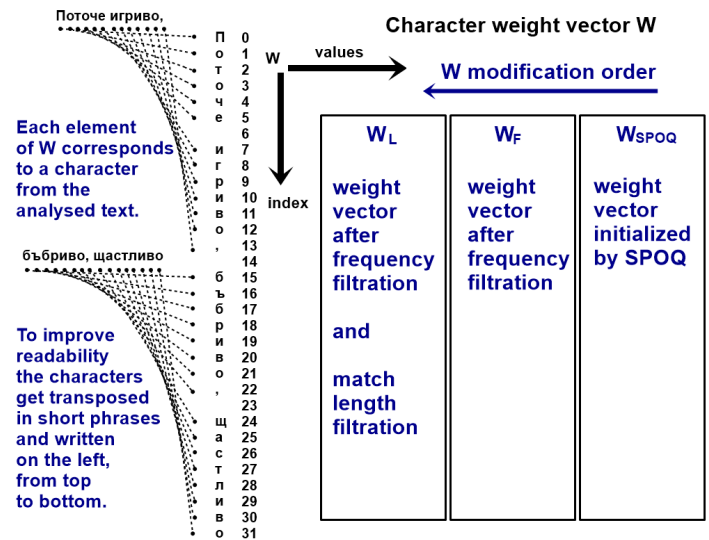 Поточе игриво,
Character weight vector W
W
values
W modification order
П 0
о 1
т 2
о 3
ч 4
е 5
6
и 7
г 8
р 9
и 10
в 11
о 12
, 13
14
б 15
ъ 16
б 17
р 18
и 19
в 20
о 21
, 22
23
щ 24
а 25
с 26
т 27
л 28
и 29
в 30
о 31
index
Each element
of W corresponds
to a character
from the
analysed text.
бъбриво, щастливо
To improve
readability
the characters
get transposed
in short phrases
and written
on the left,
from top
to bottom.
WL
weight
vector
after
frequency
filtration
and
match
length
filtration
WF
weight
vector
after
frequency
filtration
WSPOQ
weight
vector
initialized
by SPOQ